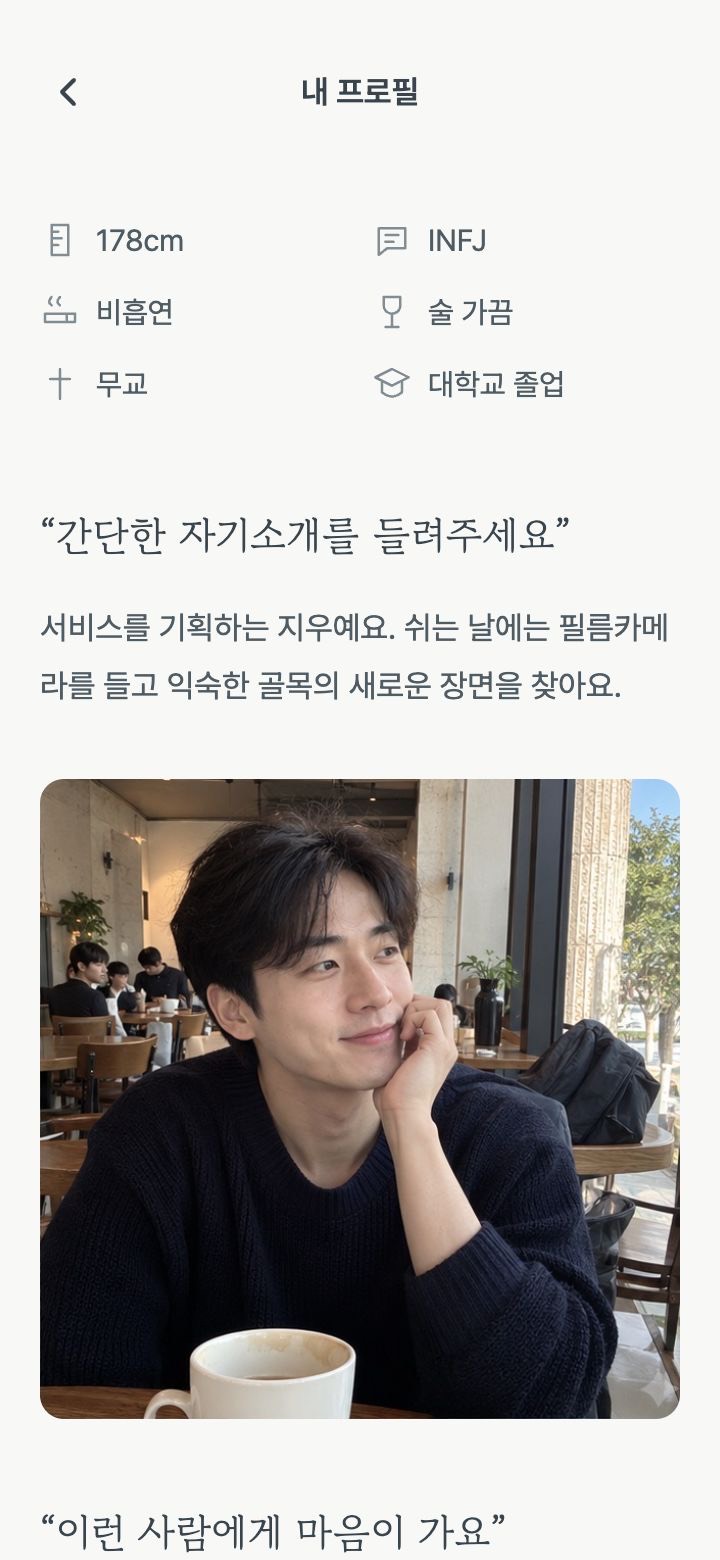 내 프로필
178cm
INFJ
비흡연
술 가끔
무교
대학교 졸업
“간단한 자기소개를 들려주세요”
서비스를 기획하는 지우예요. 쉬는 날에는 필름카메
라를 들고 익숙한 골목의 새로운 장면을 찾아요.
“이런 사람에게 마음이 가요”